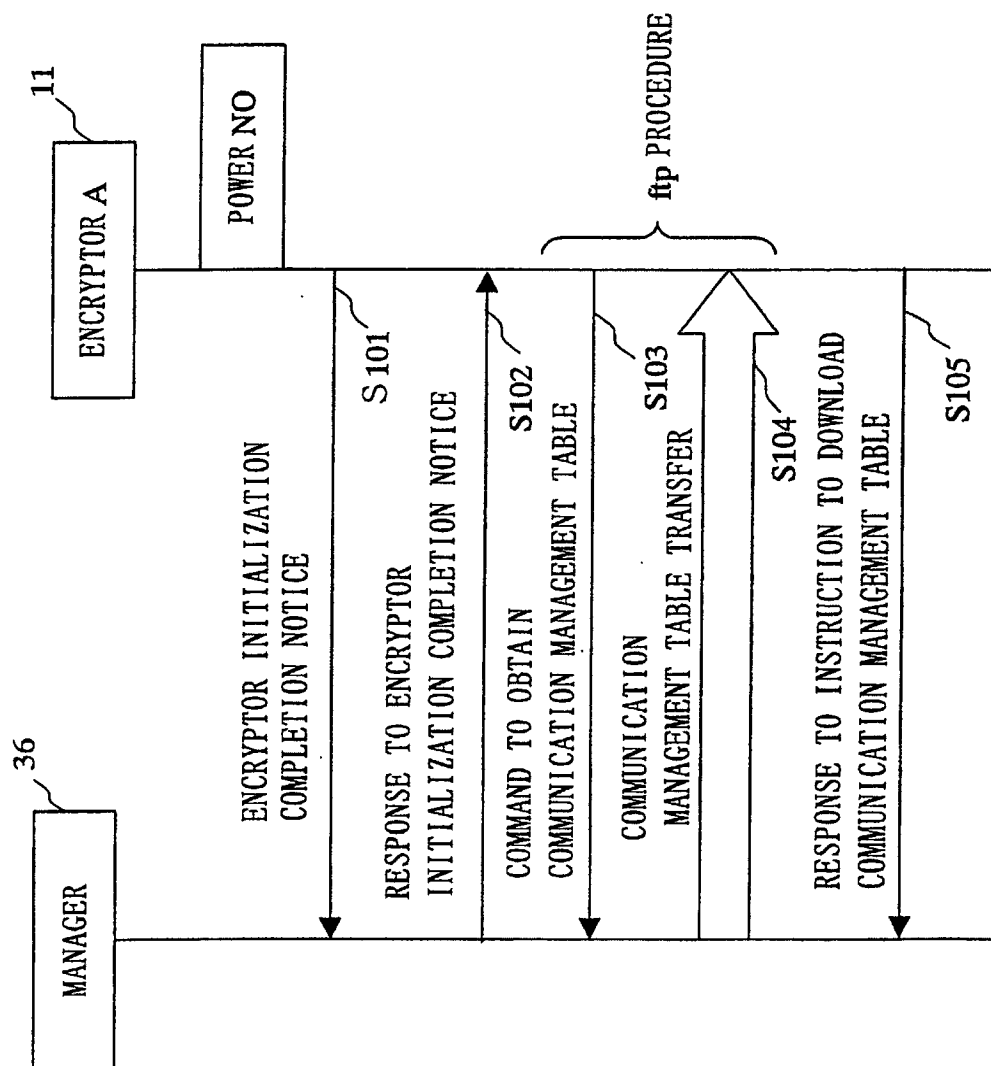 MANAGER
36
ENCRYPTOR A
11
POWER NO
ENCRYPTOR INITIALIZATION
COMPLETION NOTICE
S101
RESPONSE TO ENCRYPTOR
INITIALIZATION COMPLETION NOTICE
S102
COMMAND TO OBTAIN
COMMUNICATION MANAGEMENT TABLE
S103
COMMUNICATION
MANAGEMENT TABLE TRANSFER
S104
ftp PROCEDURE
RESPONSE TO INSTRUCTION TO DOWNLOAD
COMMUNICATION MANAGEMENT TABLE
S105